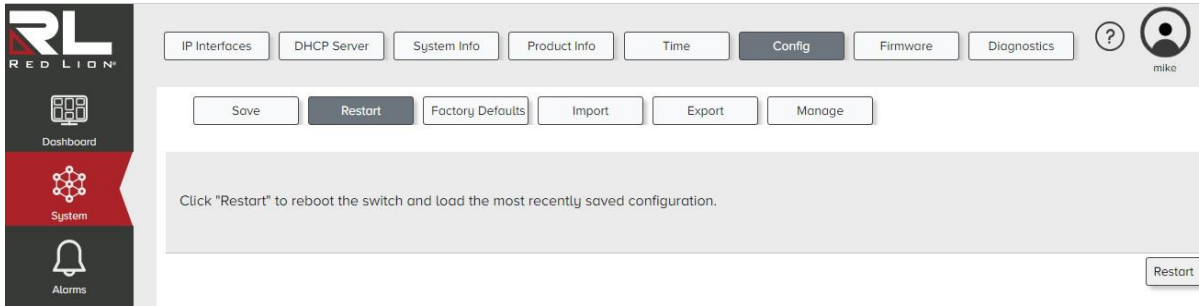 RED LION®
IP Interfaces
DHCP Server
System Info
Product Info
Time
Config
Firmware
Diagnostics
?
mike
Dashboard
System
Alarms
Save
Restart
Factory Defaults
Import
Export
Manage
Click "Restart" to reboot the switch and load the most recently saved configuration.
Restart